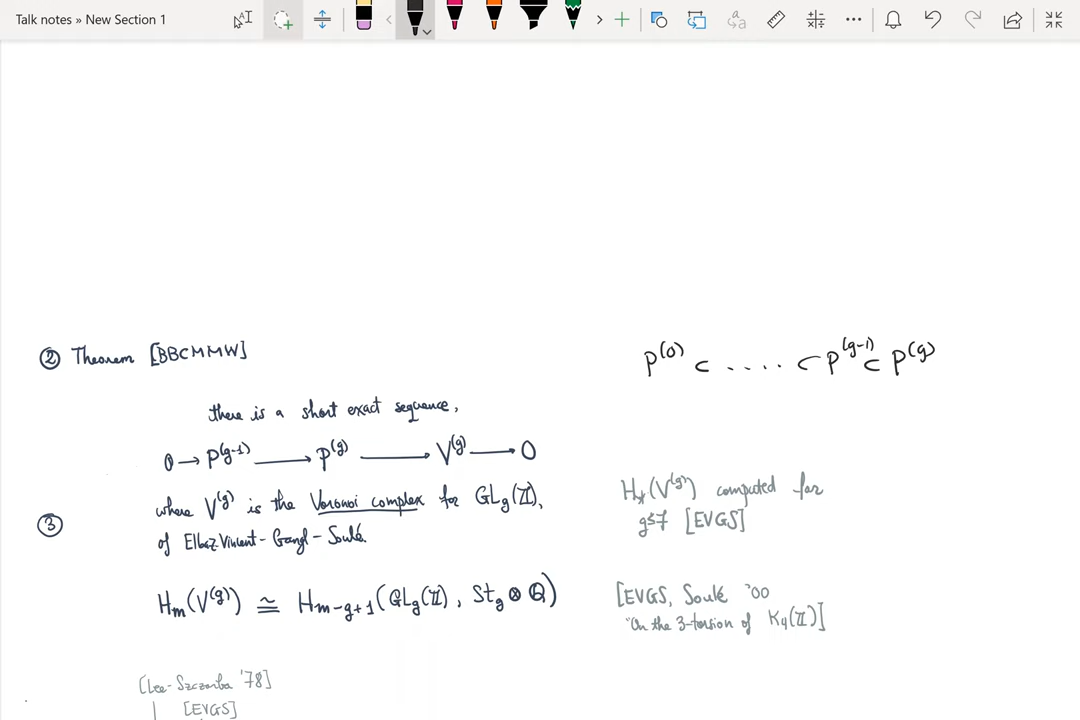 Talk notes » New Section 1
② Theorem [BBCMMW]
P^(0) ⊂ ..... ⊂ P^(g-1) ⊂ P^(g)
there is a short exact sequence,
0 → P^(g-1) → P^(g) → V^(g) → 0
where V^(g) is the Voronoi complex for GL_g(ℤ),
of Elbaz-Vincent - Gangl - Soulé.
H_*(V^(g)) computed for
g≤7 [EVGS]
③
H_m(V^(g)) ≅ H_{m-g+1}(GL_g(ℤ), St_g ⊗ ℚ)
[EVGS, Soulé '00
"On the 3-torsion of K_4(ℤ)]
[Lee-Szczarba '78]
[EVGS]